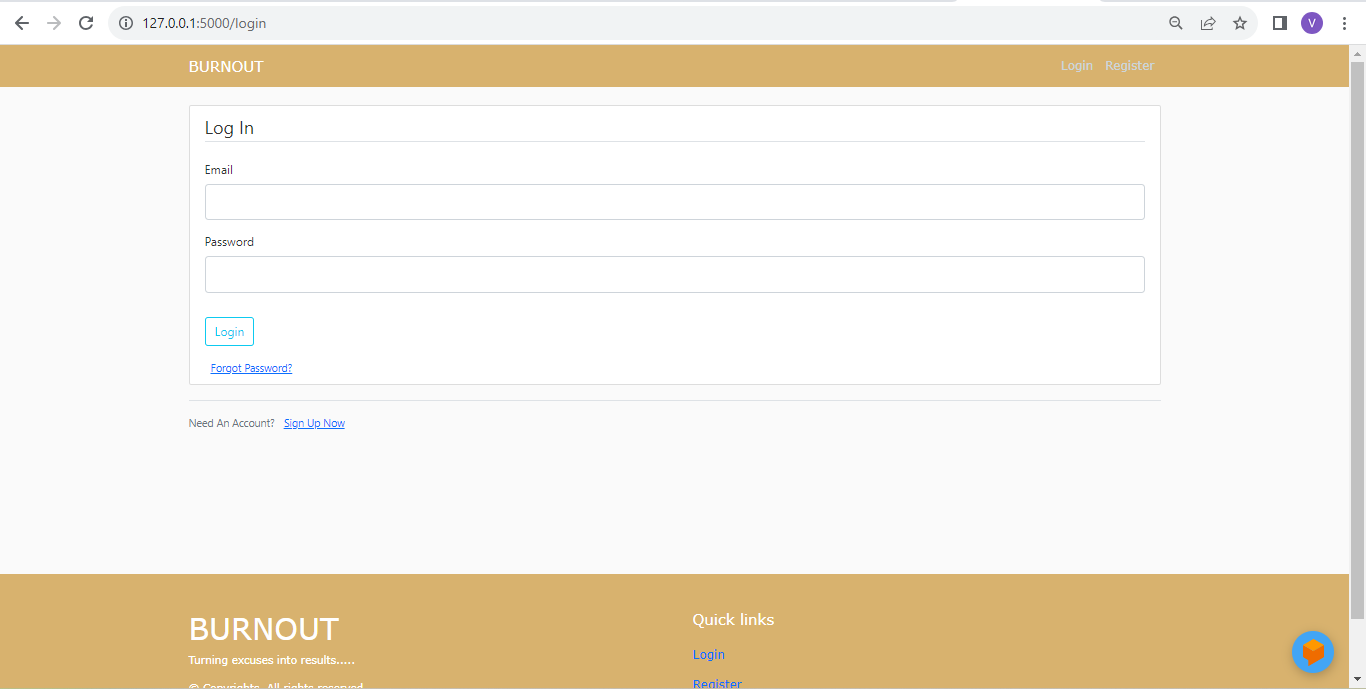 127.0.0.1:5000/login
V
BURNOUT
Login Register
Log In
Email
Password
Login
Forgot Password?
Need An Account? Sign Up Now
BURNOUT
Quick links
Turning excuses into results.....
Login
© Copyrights. All rights reserved
Register